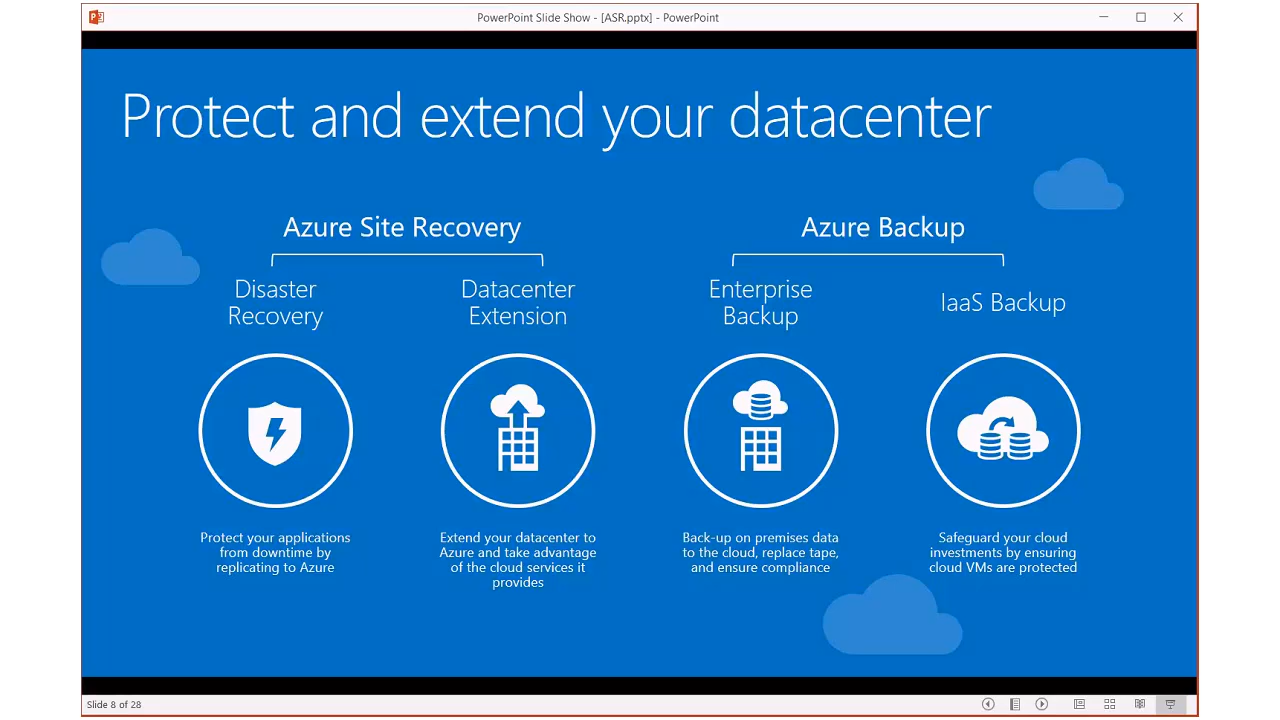 PowerPoint Slide Show - [ASR.pptx] - PowerPoint
Protect and extend your datacenter
Azure Site Recovery
Azure Backup
Disaster
Recovery
Datacenter
Extension
Enterprise
Backup
IaaS Backup
Protect your applications
from downtime by
replicating to Azure
Extend your datacenter to
Azure and take advantage
of the cloud services it
provides
Back-up on premises data
to the cloud, replace tape,
and ensure compliance
Safeguard your cloud
investments by ensuring
cloud VMs are protected
Slide 8 of 28